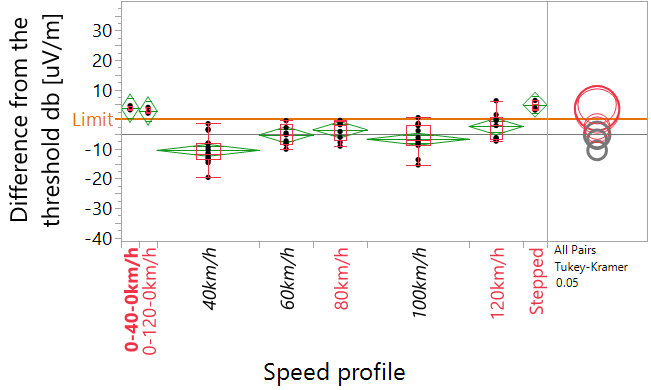 Difference from the
threshold db [uV/m]
30
20
10
Limit
-10
-20
-30
-40
0-40-0km/h
0-120-0km/h
40km/h
60km/h
80km/h
100km/h
120km/h
Stepped
All Pairs
Tukey-Kramer
0.05
Speed profile